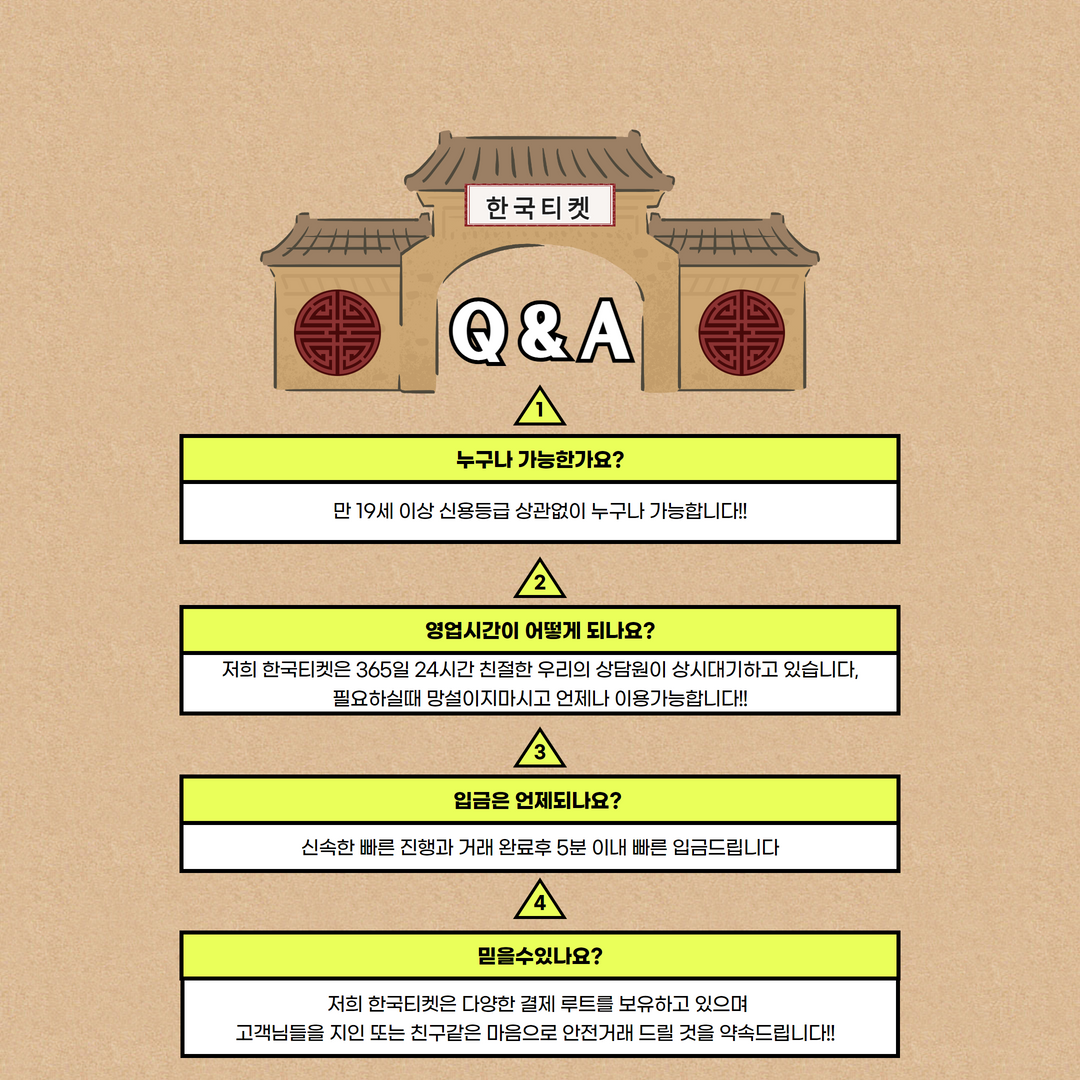 한국티켓
Q & A
1
누구나 가능한가요?
만 19세 이상 신용등급 상관없이 누구나 가능합니다!!
2
영업시간이 어떻게 되나요?
저희 한국티켓은 365일 24시간 친절한 우리의 상담원이 상시대기하고 있습니다,
필요하실때 망설이지마시고 언제나 이용가능합니다!!
3
입금은 언제되나요?
신속한 빠른 진행과 거래 완료후 5분 이내 빠른 입금드립니다
4
믿을수있나요?
저희 한국티켓은 다양한 결제 루트를 보유하고 있으며
고객님들을 지인 또는 친구같은 마음으로 안전거래 드릴 것을 약속드립니다!!